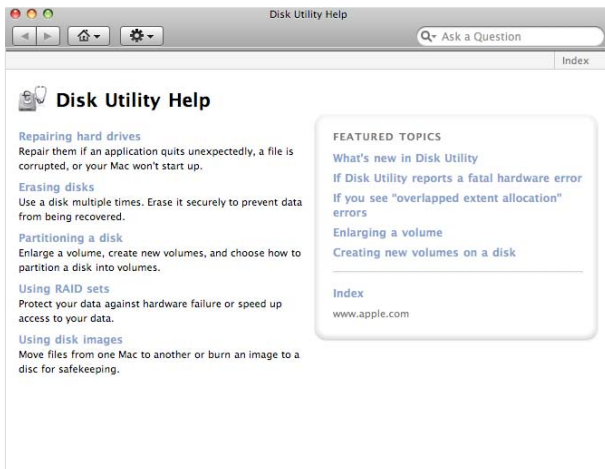 Disk Utility Help
Ask a Question
Index
Disk Utility Help
Repairing hard drives
Repair them if an application quits unexpectedly, a file is
corrupted, or your Mac won't start up.
Erasing disks
Use a disk multiple times. Erase it securely to prevent data
from being recovered.
Partitioning a disk
Enlarge a volume, create new volumes, and choose how to
partition a disk into volumes.
Using RAID sets
Protect your data against hardware failure or speed up
access to your data.
Using disk images
Move files from one Mac to another or burn an image to a
disc for safekeeping.
FEATURED TOPICS
What's new in Disk Utility
If Disk Utility reports a fatal hardware error
If you see "overlapped extent allocation"
errors
Enlarging a volume
Creating new volumes on a disk
Index
www.apple.com